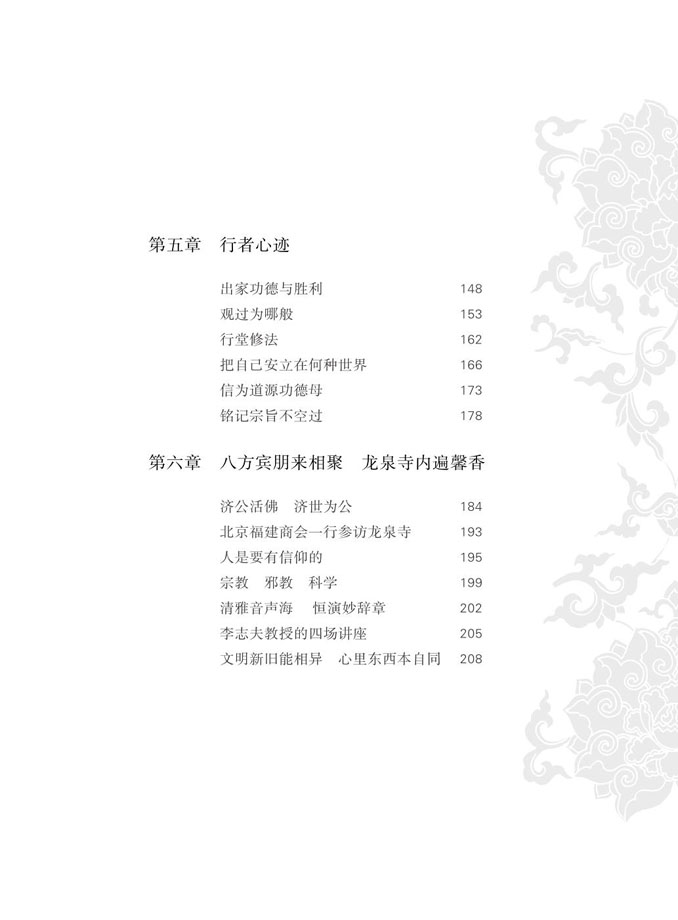 第五章 行者心迹
出家功德与胜利 148
观过为哪般 153
行堂修法 162
把自己安立在何种世界 166
信为道源功德母 173
铭记宗旨不空过 178
第六章 八方宾朋来相聚 龙泉寺内遍馨香
济公活佛 济世为公 184
北京福建商会一行参访龙泉寺 193
人是要有信仰的 195
宗教 邪教 科学 199
清雅音声海 恒演妙辞章 202
李志夫教授的四场讲座 205
文明新旧能相异 心里东西本自同 208